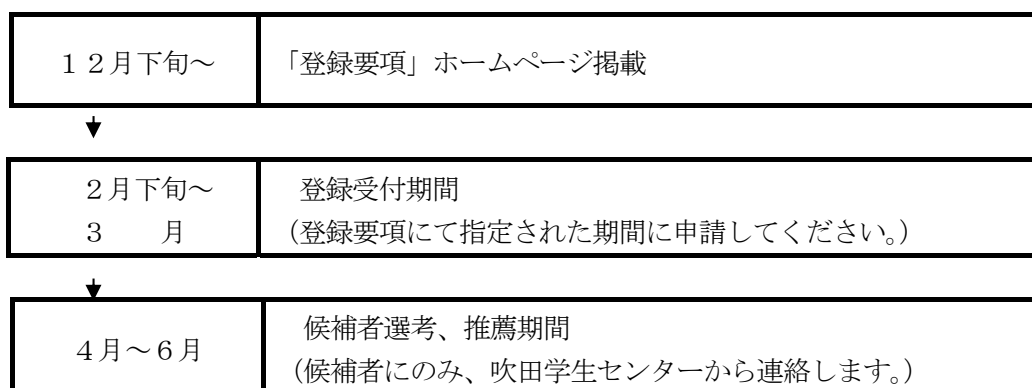 １２月下旬～
「登録要項」ホームページ掲載
２月下旬～
３　　月
登録受付期間
（登録要項にて指定された期間に申請してください。）
４月～６月
候補者選考、推薦期間
（候補者にのみ、吹田学生センターから連絡します。）